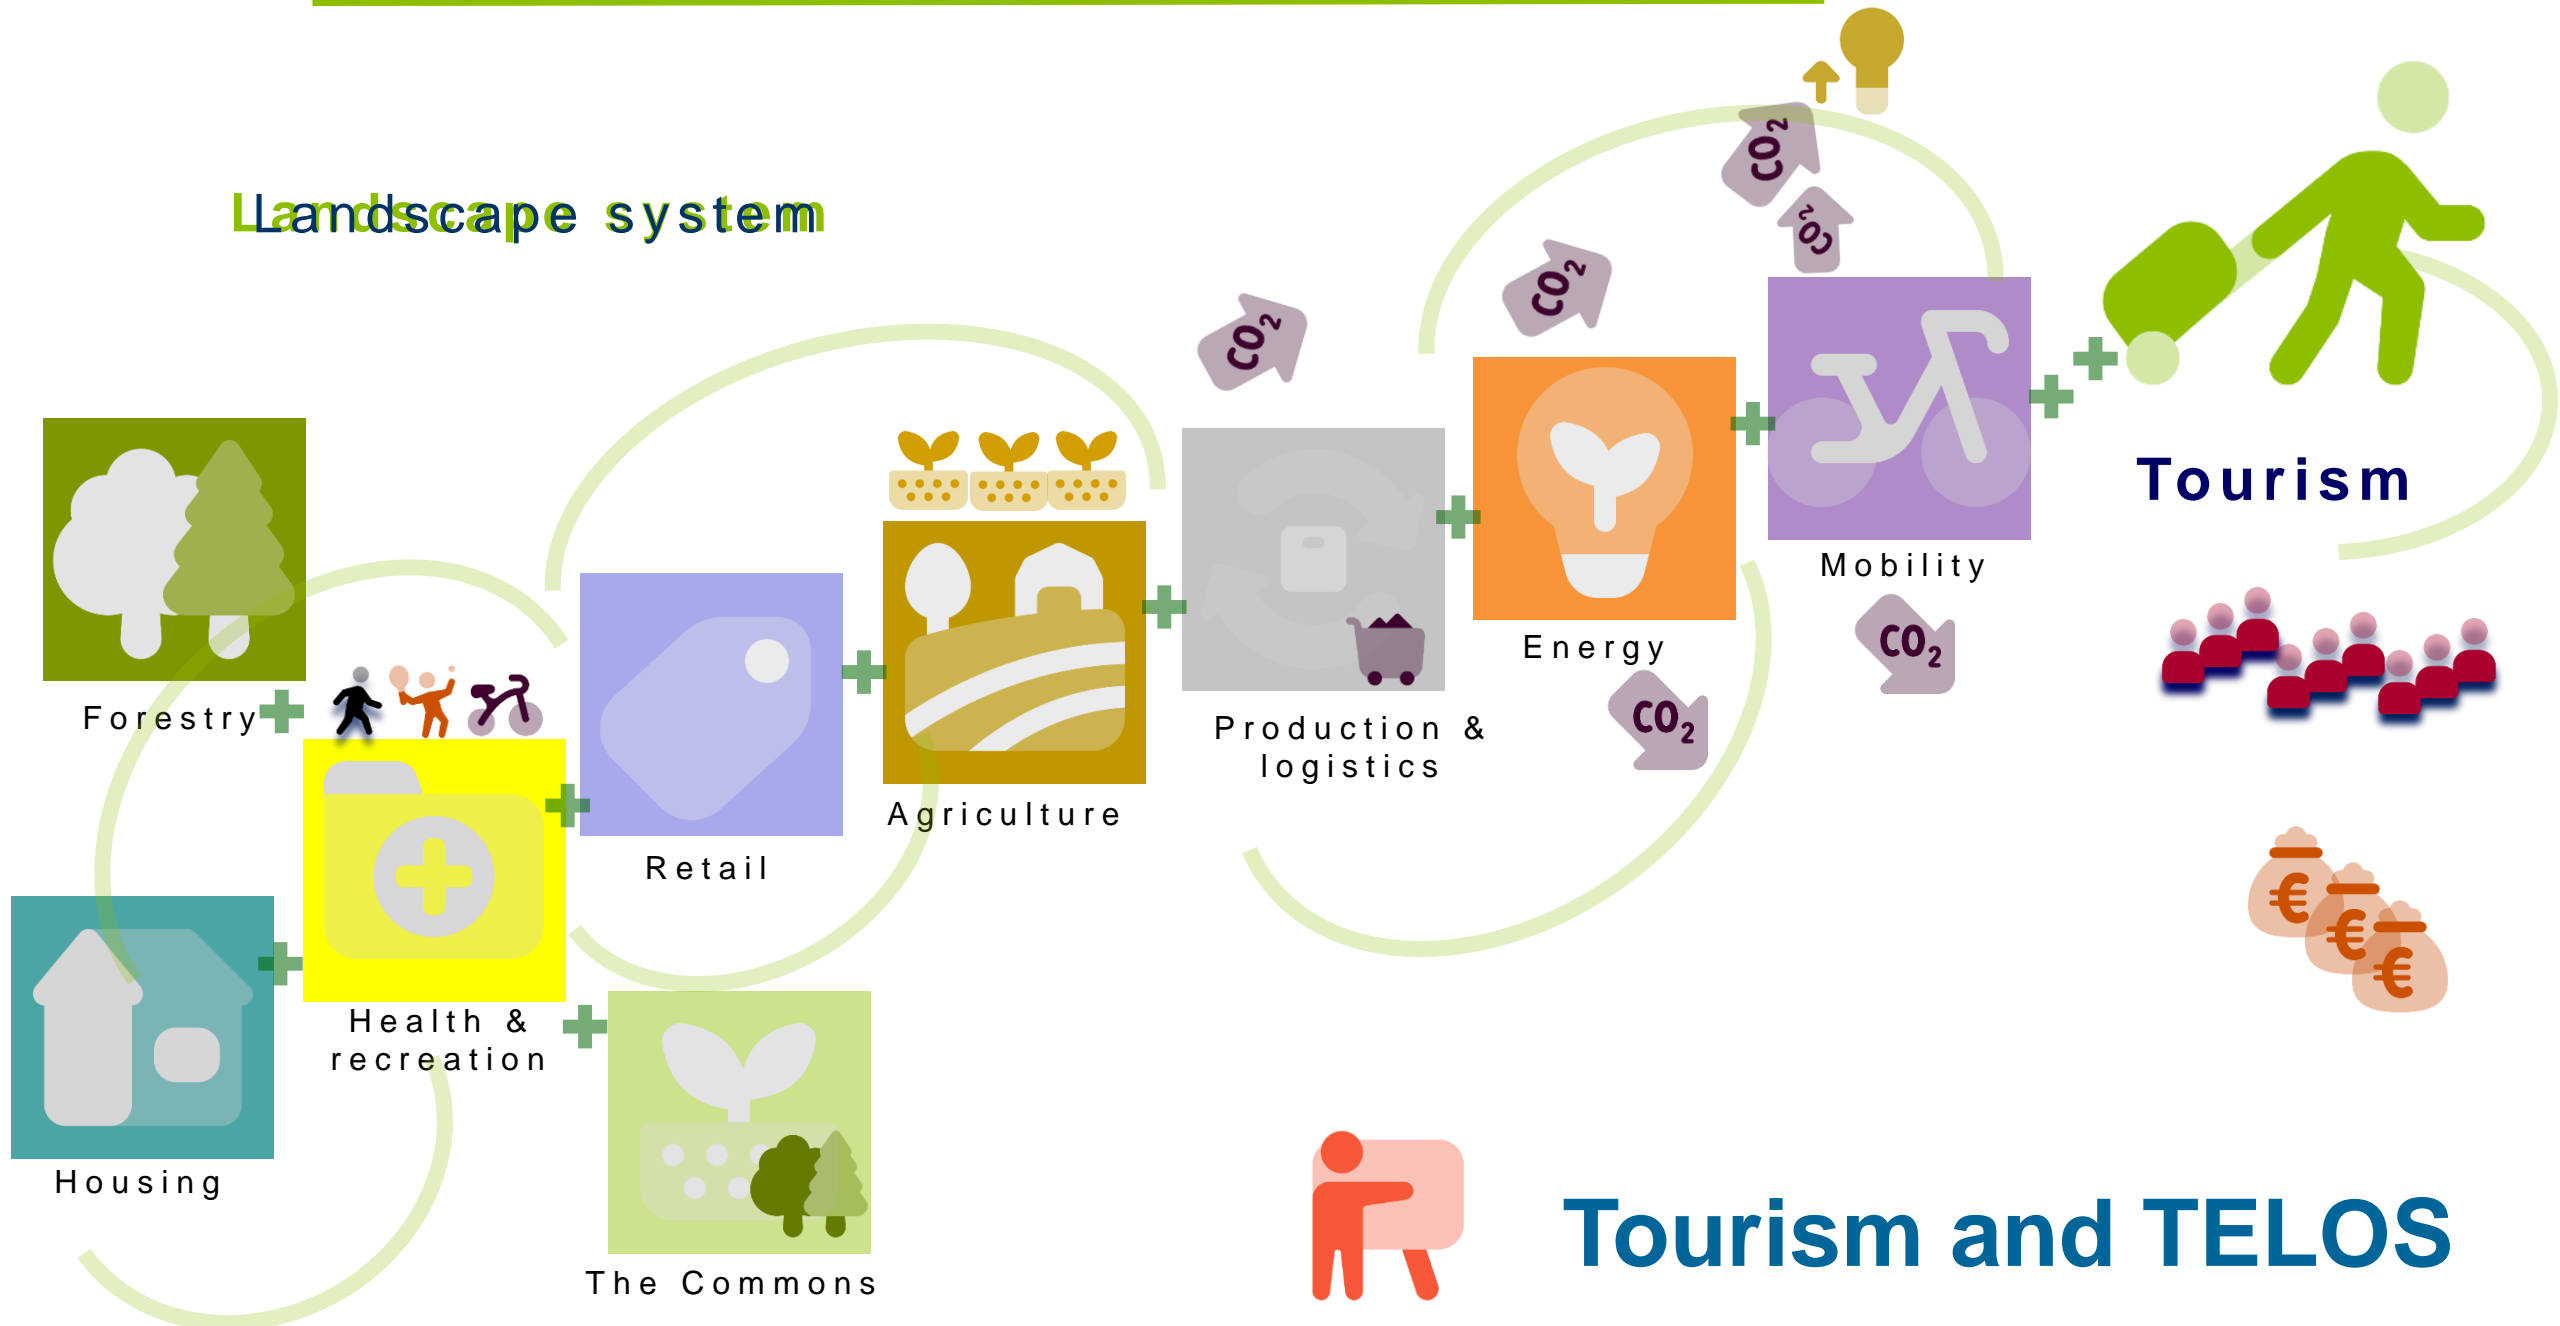 Landscape system
CO2
CO2
CO2
CO2
Tourism
Mobility
Energy
CO2
CO2
Forestry
Production &
logistics
Agriculture
Retail
€
€
€
Health &
recreation
Housing
The Commons
Tourism and TELOS